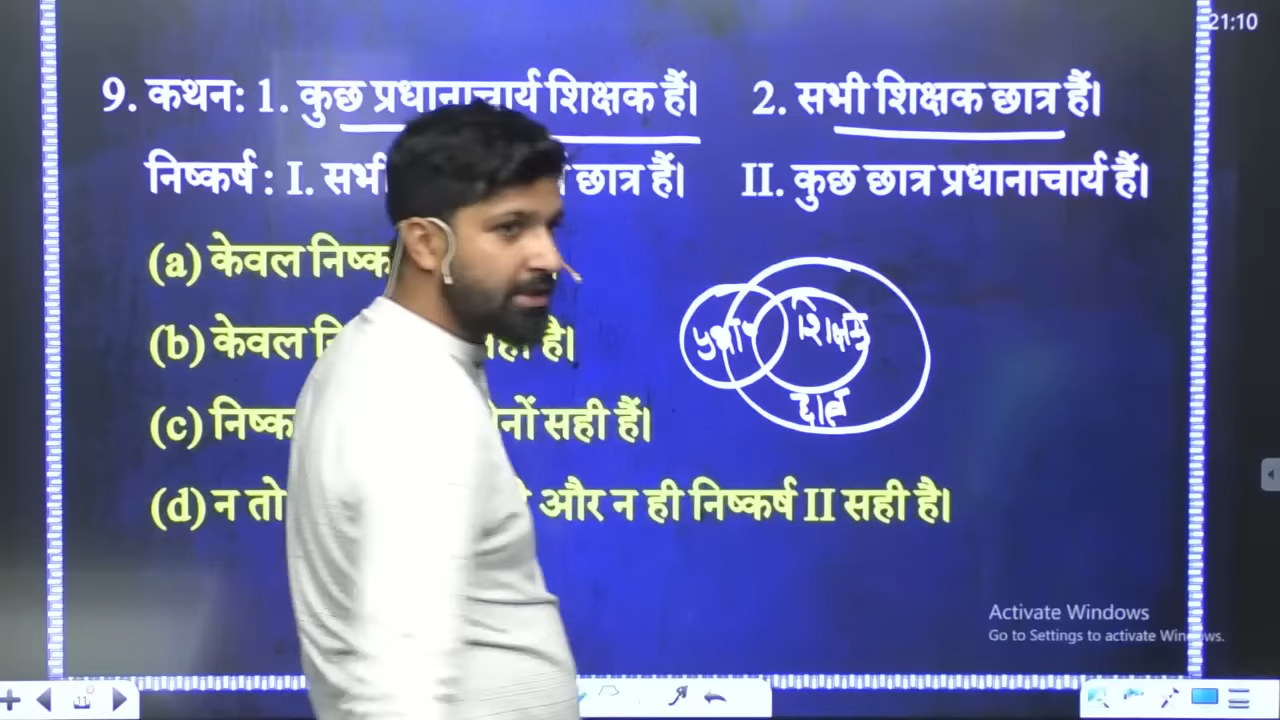 21:10
9. कथन: 1. कुछ प्रधानाचार्य शिक्षक हैं। 2. सभी शिक्षक छात्र हैं।
निष्कर्ष : I. सभी छात्र हैं। II. कुछ छात्र प्रधानाचार्य हैं।
(a) केवल
(b) केवल है।
(c) सही हैं।
(d) न तो और न ही निष्कर्ष II सही है।
शिक्षक
छात्र
Activate Windows
Go to Settings to activate Windows.
11